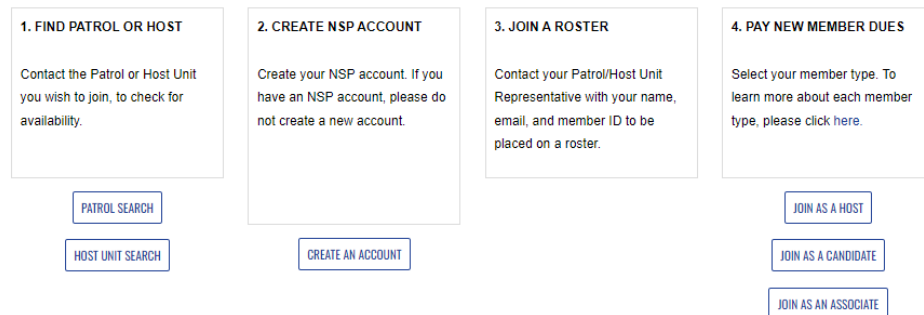 1. FIND PATROL OR HOST
Contact the Patrol or Host Unit
you wish to join, to check for
availability.
PATROL SEARCH
HOST UNIT SEARCH
2. CREATE NSP ACCOUNT
Create your NSP account. If you
have an NSP account, please do
not create a new account.
CREATE AN ACCOUNT
3. JOIN A ROSTER
Contact your Patrol/Host Unit
Representative with your name,
email, and member ID to be
placed on a roster.
4. PAY NEW MEMBER DUES
Select your member type. To
learn more about each member
type, please click here.
JOIN AS A HOST
JOIN AS A CANDIDATE
JOIN AS AN ASSOCIATE